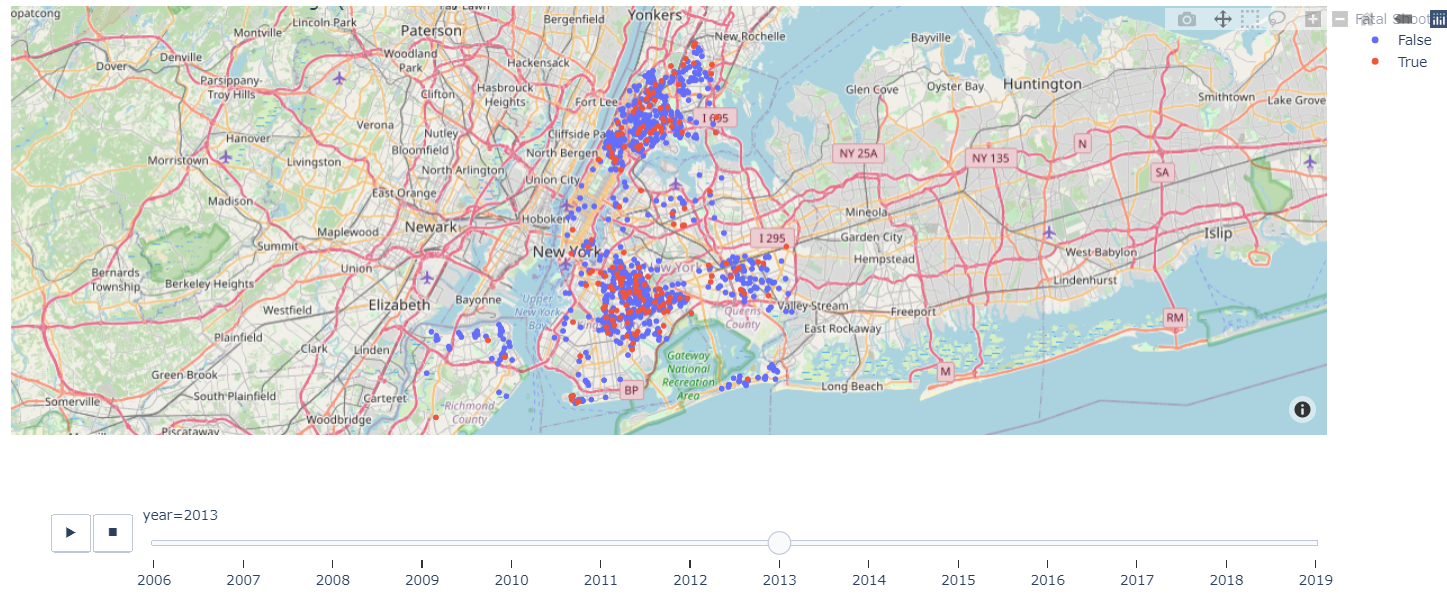 opatcong
Lincoln Park
Bergenfield
Yonkers
Montville
Paterson
New Rochelle
Denville
Dover
Woodland
Park
Hackensack
Bayville
Parsippany-
Troy Hills
Clifton
Hasbrouck
Heights
Fort Lee
Glen Cove
Oyster Bay
Huntington
Smithtown
Lake Grove
Verona
Nutley
Cliffside
I 695
Hanover
Bloomfield
North Bergen
NY 25A
NY 135
N
Morristown
Livingston
North Arlington
Union City
SA
East Orange
Madison
Hoboken
Mineola
Maplewood
Newark
I 295
Garden City
Islip
Summit
New York
Hempstead
West Babylon
Bernards
Township
Union
Berkeley Heights
Lindenhurst
Westfield
Elizabeth
Bayonne
Upper
New York
Bay
Queens
County
Valley Stream
Freeport
RM
Plainfield
East Rockaway
Clark
Linden
Gateway
National
Recreation
Area
Green Brook
M
South Plainfield
Carteret
BP
Long Beach
Somerville
Richmond
County
Woodbridge
Piscataway
False
True
year=2013
2006 2007 2008 2009 2010 2011 2012 2013 2014 2015 2016 2017 2018 2019